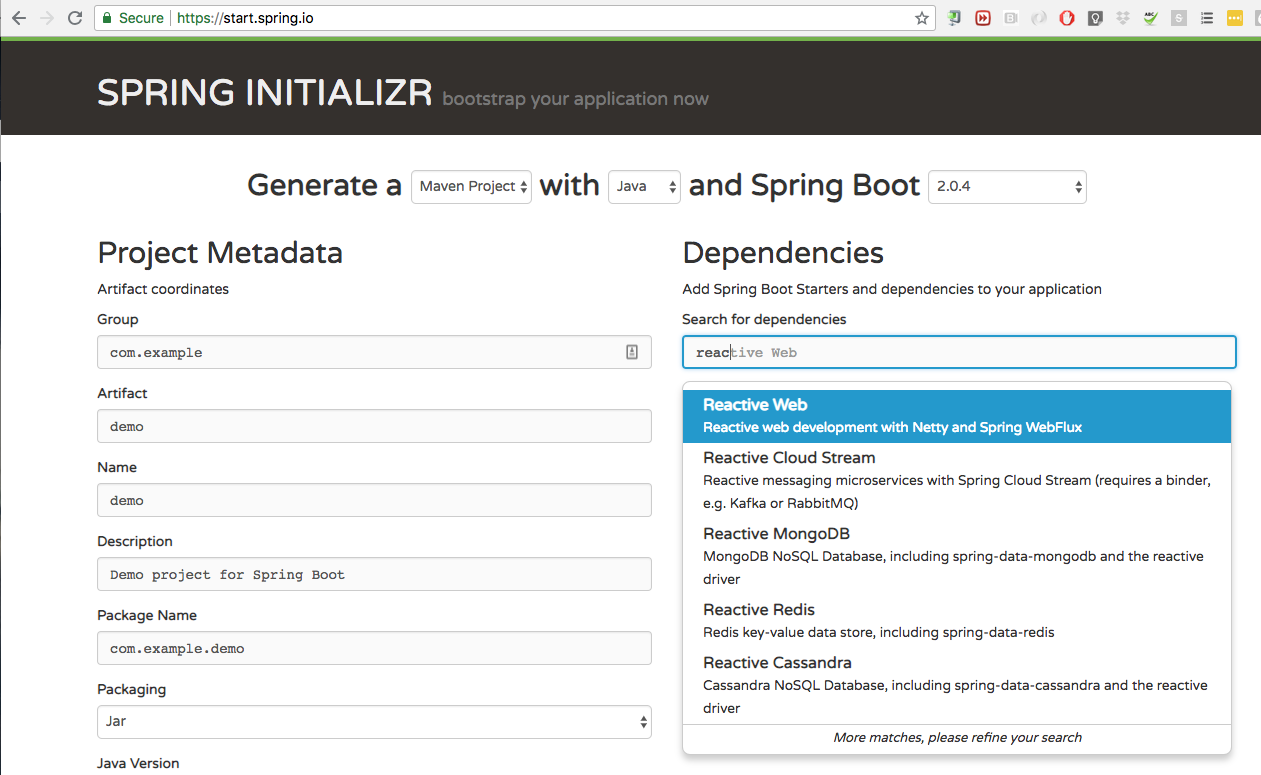 Secure https://start.spring.io
SPRING INITIALIZR bootstrap your application now
Generate a Maven Project with Java and Spring Boot 2.0.4
Project Metadata
Artifact coordinates
Group
com.example
Artifact
demo
Name
demo
Description
Demo project for Spring Boot
Package Name
com.example.demo
Packaging
Jar
Java Version
Dependencies
Add Spring Boot Starters and dependencies to your application
Search for dependencies
reactive Web
Reactive Web
Reactive web development with Netty and Spring WebFlux
Reactive Cloud Stream
Reactive messaging microservices with Spring Cloud Stream (requires a binder,
e.g. Kafka or RabbitMQ)
Reactive MongoDB
MongoDB NoSQL Database, including spring-data-mongodb and the reactive
driver
Reactive Redis
Redis key-value data store, including spring-data-redis
Reactive Cassandra
Cassandra NoSQL Database, including spring-data-cassandra and the reactive
driver
More matches, please refine your search